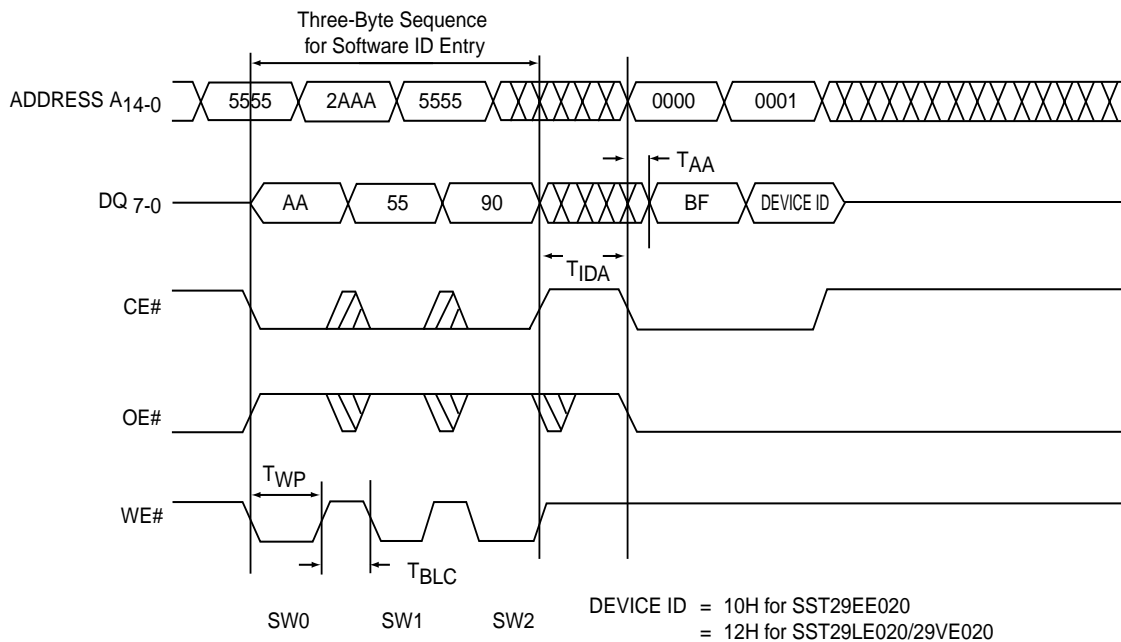 Three-Byte Sequence
for Software ID Entry
ADDRESS A14-0
5555 2AAA 5555 0000 0001
TAA
DQ 7-0
AA 55 90 BF DEVICE ID
TIDA
CE#
OE#
TWP
WE#
TBLC
SW0 SW1 SW2
DEVICE ID = 10H for SST29EE020
= 12H for SST29LE020/29VE020